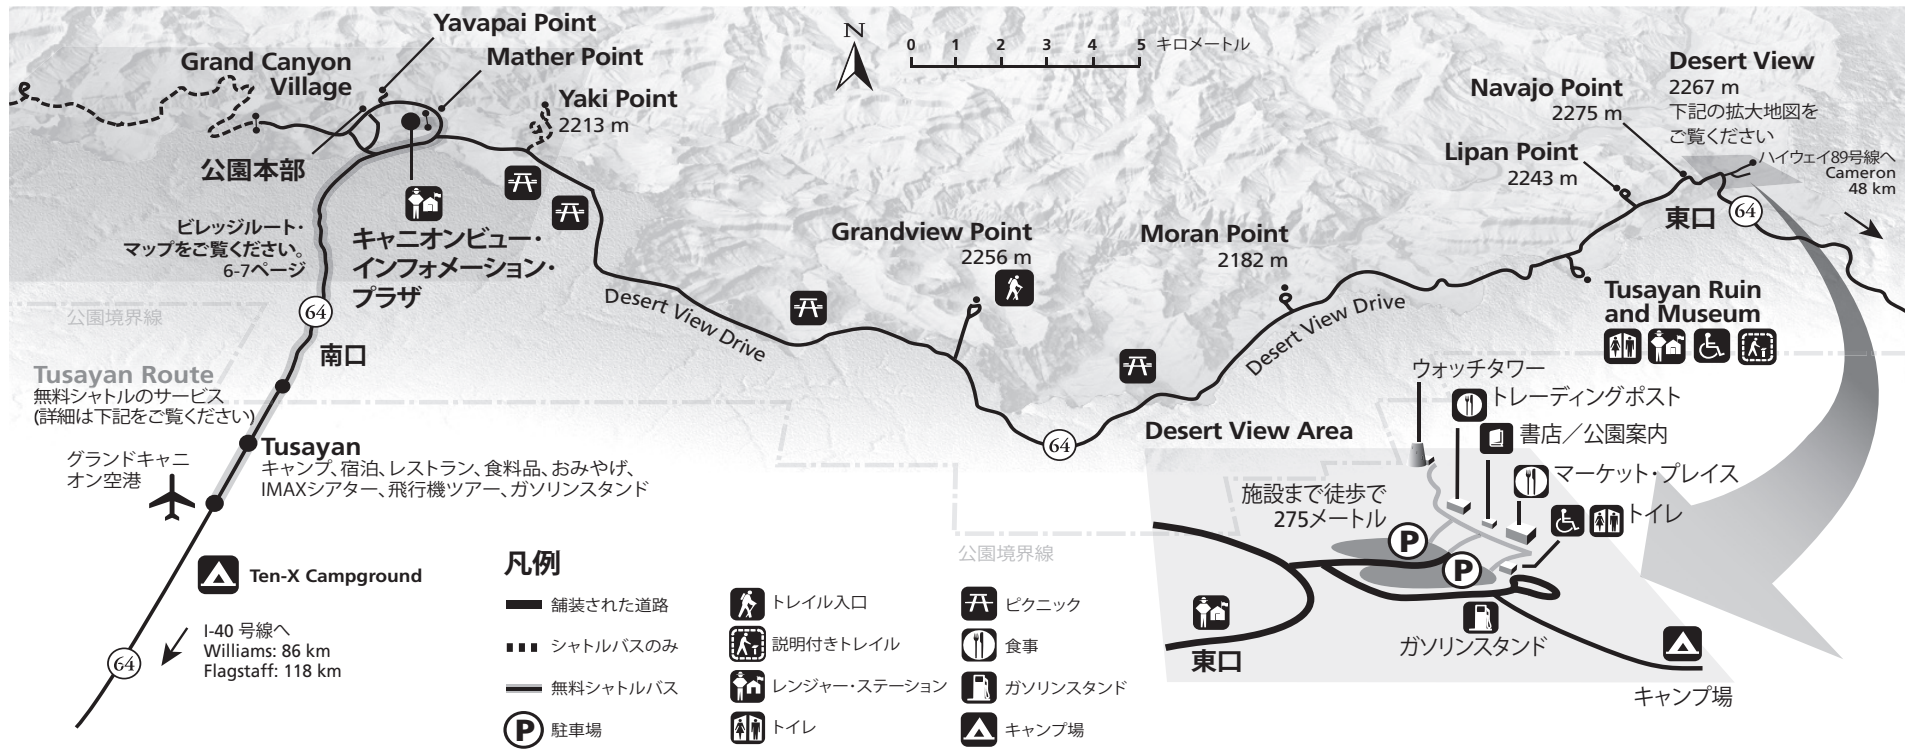 Yavapai Point
Mather Point
Grand Canyon
Village
Yaki Point
2213 m
N
0 1 2 3 4 5 キロメートル
Desert View
2267 m
下記の拡大地図を
ご覧ください
Navajo Point
2275 m
Lipan Point
2243 m
ハイウェイ89号線へ
Cameron
48 km
東口
64
公園本部
ビレッジルート・
マップをご覧ください。
6-7ページ
キャニオンビュー・
インフォメーション・
プラザ
Grandview Point
2256 m
Moran Point
2182 m
Desert View Drive
Desert View Drive
Tusayan Ruin
and Museum
公園境界線
64
南口
Tusayan Route
無料シャトルのサービス
(詳細は下記をご覧ください)
Tusayan
キャンプ、宿泊、レストラン、食料品、おみやげ、
IMAXシアター、飛行機ツアー、ガソリンスタンド
グランドキャニ
オン空港
64
Desert View Area
ウォッチタワー
トレーディングポスト
書店／公園案内
マーケット・プレイス
トイレ
施設まで徒歩で
275メートル
P
P
東口
ガソリンスタンド
キャンプ場
公園境界線
Ten-X Campground
I-40 号線へ
Williams: 86 km
Flagstaff: 118 km
64
凡例
舗装された道路
シャトルバスのみ
無料シャトルバス
P 駐車場
トレイル入口
説明付きトレイル
レンジャー・ステーション
トイレ
ピクニック
食事
ガソリンスタンド
キャンプ場